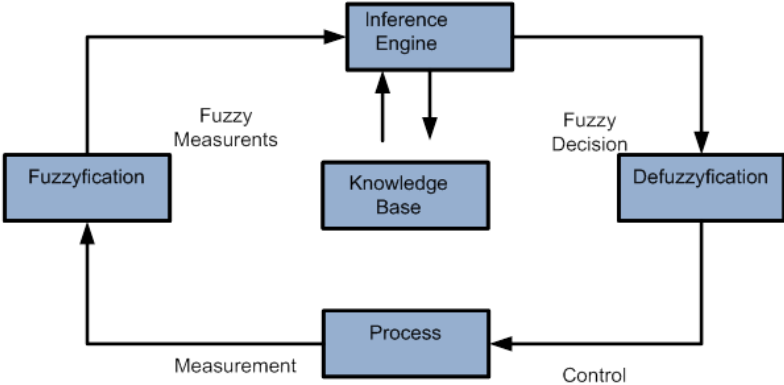 Inference
Engine
Fuzzy
Measurents
Fuzzy
Decision
Fuzzyfication
Knowledge
Base
Defuzzyfication
Process
Measurement
Control